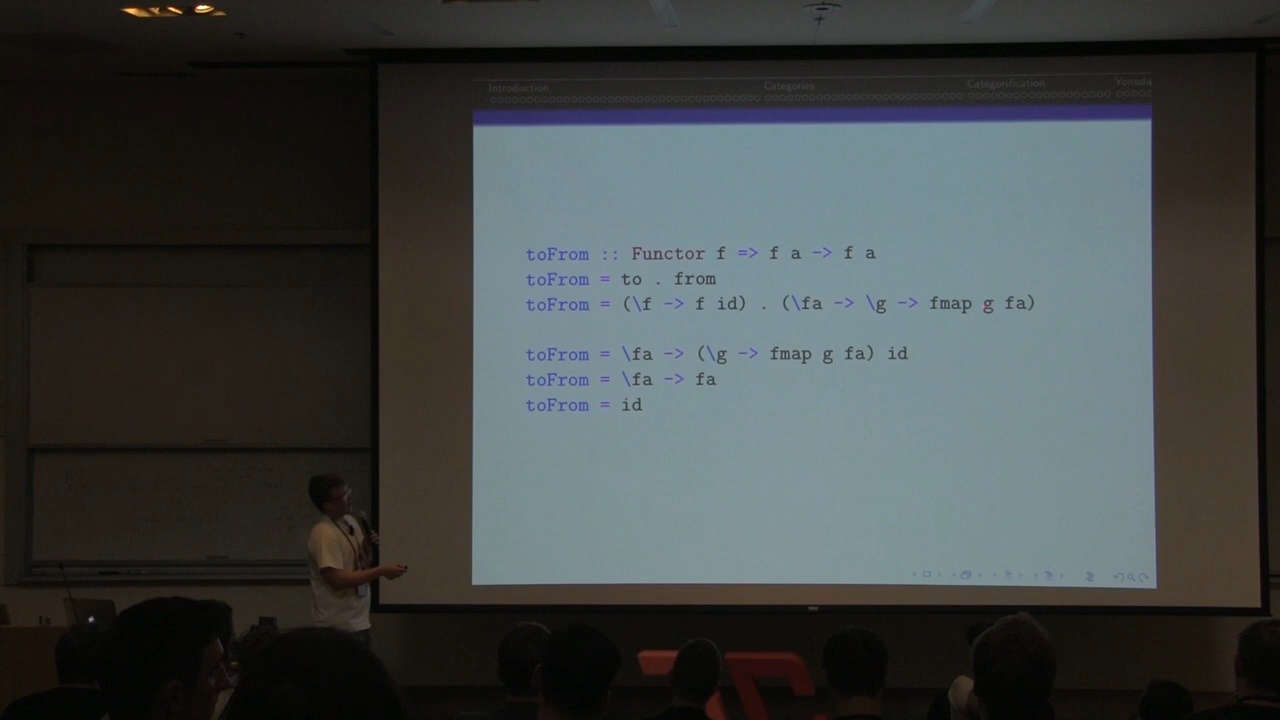 Introduction Categories Categorification Yoneda
toFrom :: Functor f => f a -> f a
toFrom = to . from
toFrom = (\f -> f id) . (\fa -> \g -> fmap g fa)
toFrom = \fa -> (\g -> fmap g fa) id
toFrom = \fa -> fa
toFrom = id